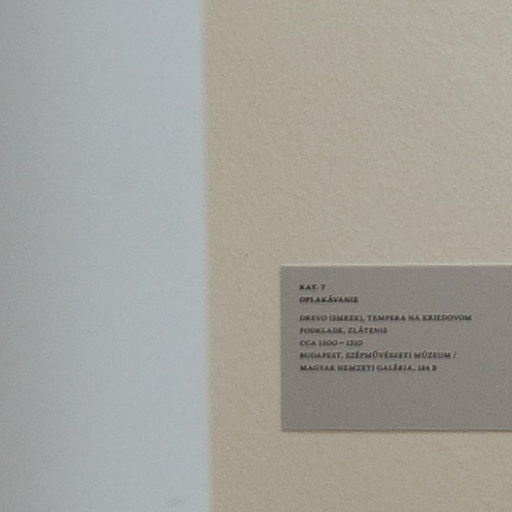 KAT. 7
OPLAKÁVANIE
DREVO (SMREK), TEMPERA NA KRIEDOVOM
PODKLADE, ZLÁTENIE
CCA 1500 – 1510
BUDAPEST, SZÉPMŰVÉSZETI MÚZEUM /
MAGYAR NEMZETI GALÉRIA, 184 B